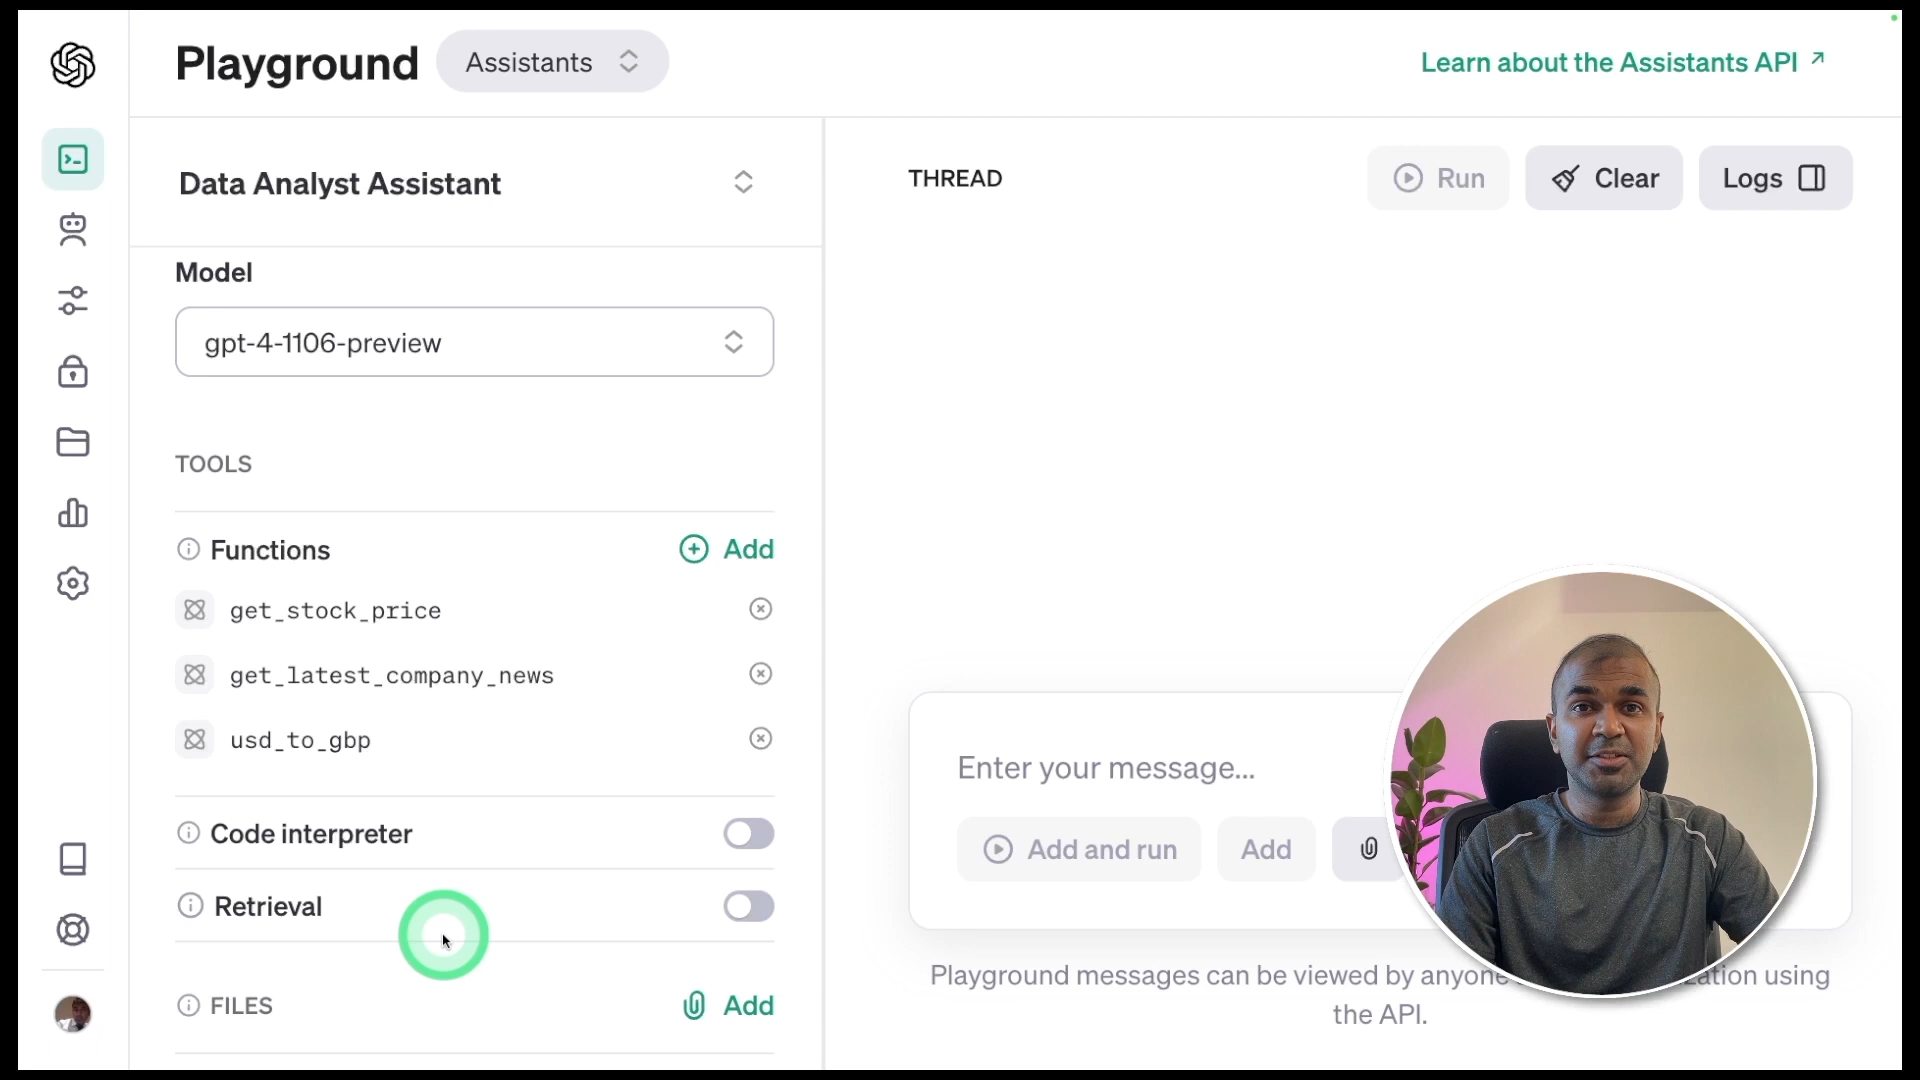 Playground
Assistants
Learn about the Assistants API
Data Analyst Assistant
Model
gpt-4-1106-preview
TOOLS
Functions
Add
get_stock_price
get_latest_company_news
usd_to_gbp
Code interpreter
Retrieval
FILES
Add
THREAD
Run
Clear
Logs
Enter your message...
Add and run
Add
Playground messages can be viewed by anyone using
the API.